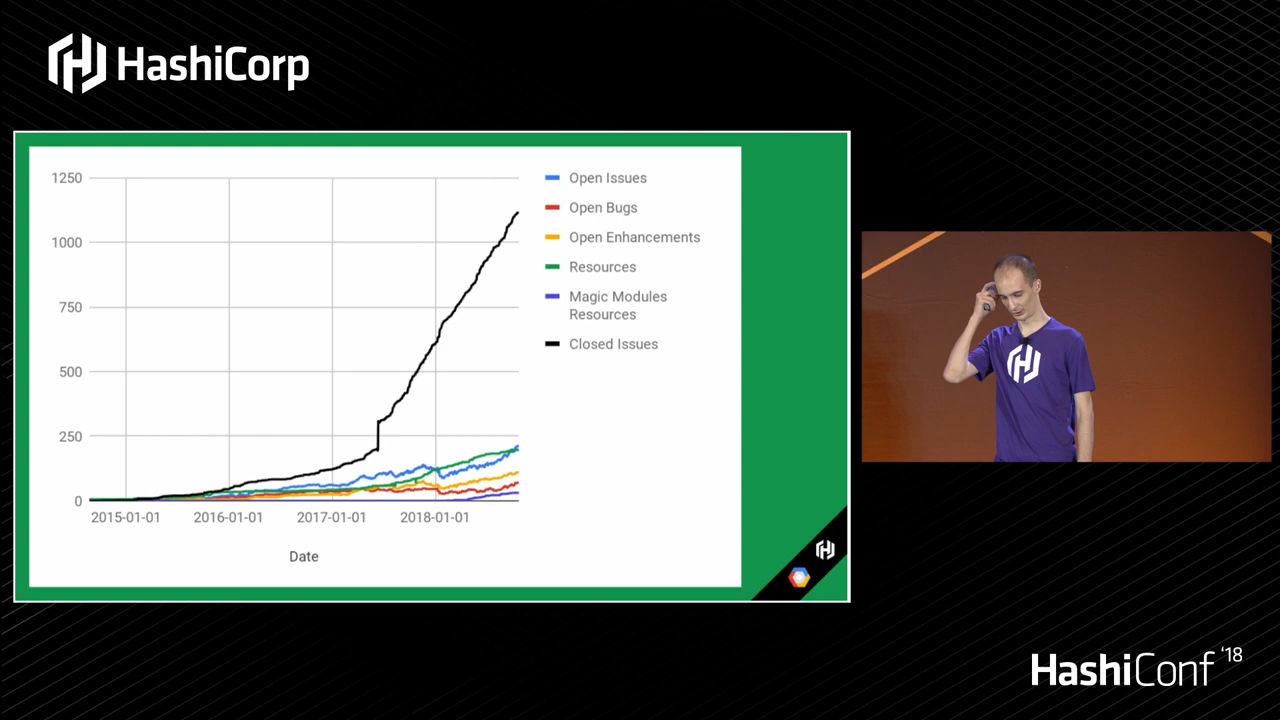 HashiCorp
1250
1000
750
500
250
0
2015-01-01
2016-01-01
2017-01-01
2018-01-01
Date
Open Issues
Open Bugs
Open Enhancements
Resources
Magic Modules
Resources
Closed Issues
HashiConf '18